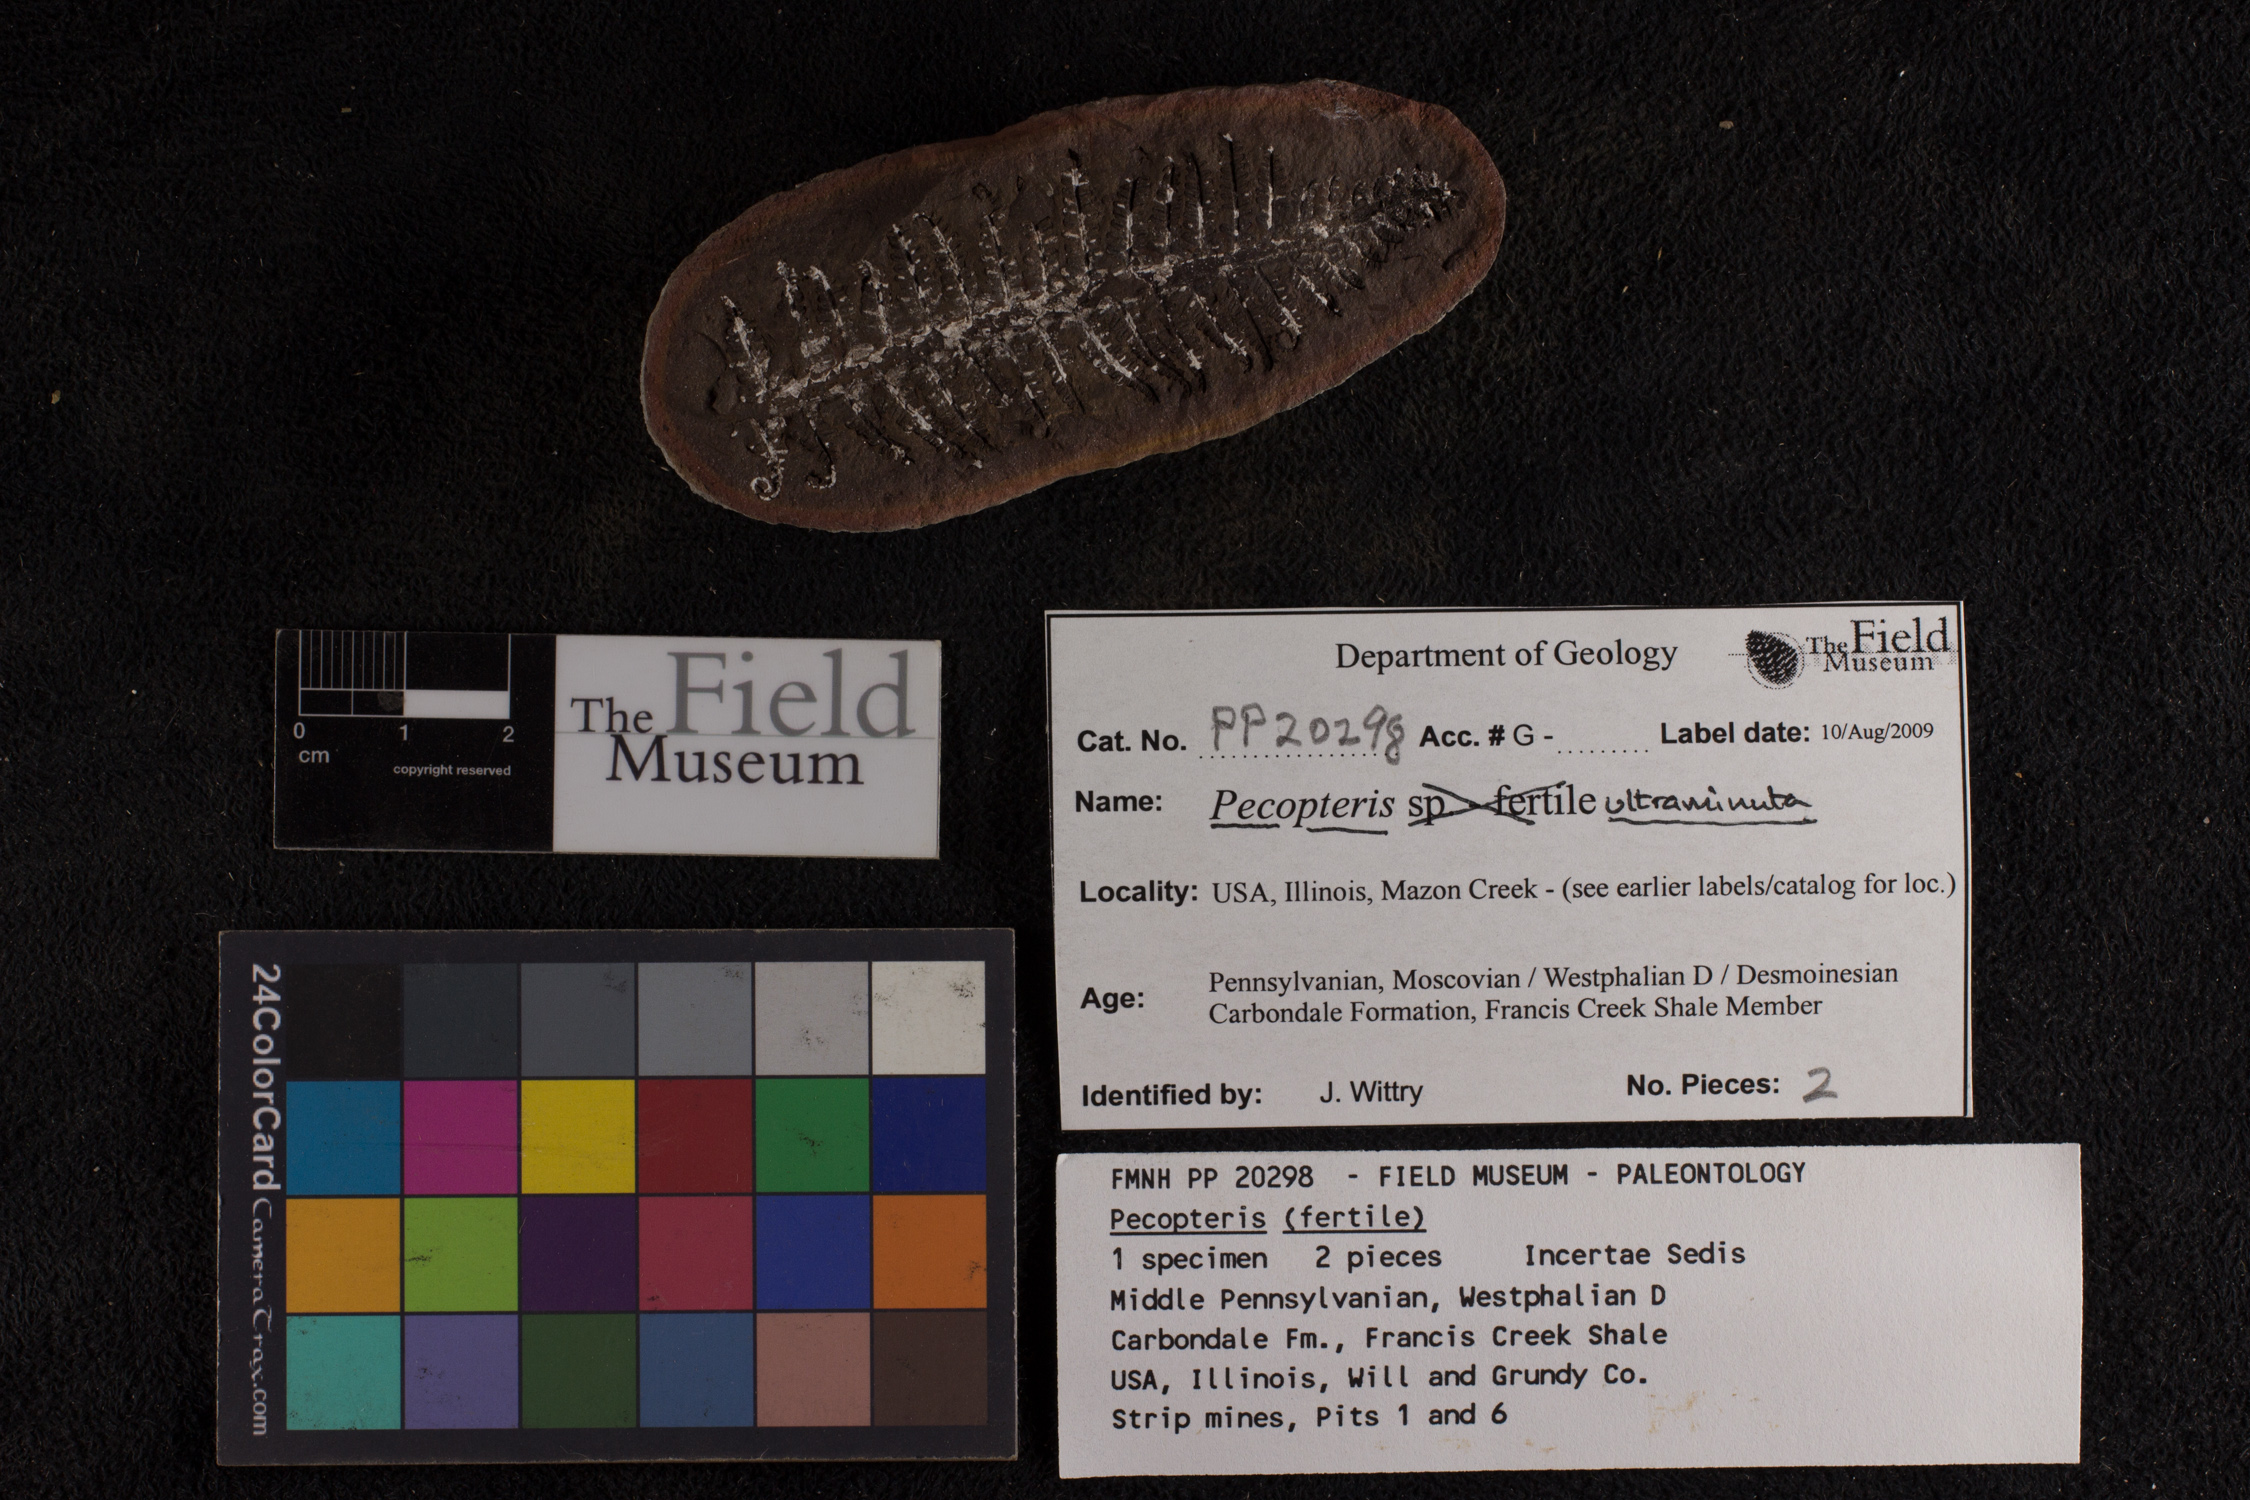 0 1 2
cm
copyright reserved
The Field
Museum
24ColorCard CameraTrax.com
Department of Geology
The Field
Museum
Cat. No. PP20298 Acc. # G - ........ Label date: 10/Aug/2009
Name: Pecopteris sp. - fertile ultraminuta
Locality: USA, Illinois, Mazon Creek - (see earlier labels/catalog for loc.)
Age: Pennsylvanian, Moscovian / Westphalian D / Desmoinesian
Carbondale Formation, Francis Creek Shale Member
Identified by: J. Wittry No. Pieces: 2
FMNH PP 20298 - FIELD MUSEUM - PALEONTOLOGY
Pecopteris (fertile)
1 specimen 2 pieces Incertae Sedis
Middle Pennsylvanian, Westphalian D
Carbondale Fm., Francis Creek Shale
USA, Illinois, Will and Grundy Co.
Strip mines, Pits 1 and 6